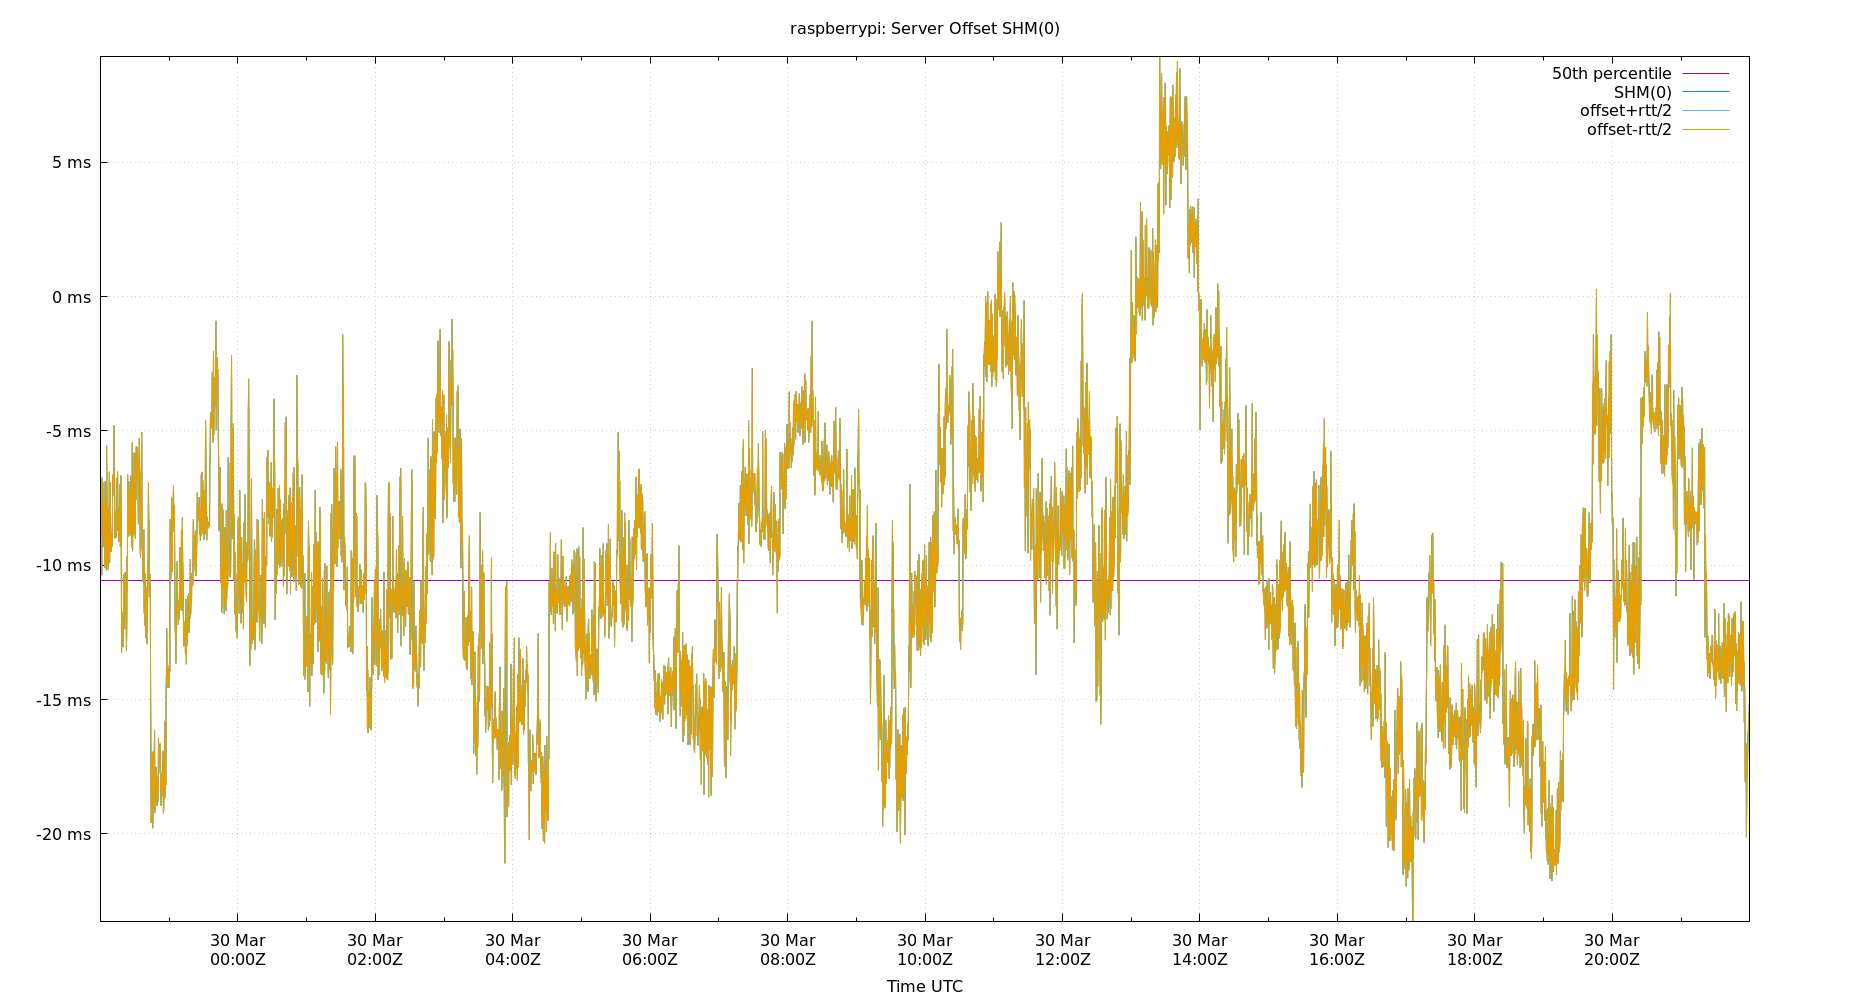 raspberrypi: Server Offset SHM(0)
50th percentile
SHM(0)
offset+rtt/2
offset-rtt/2
5 ms
0 ms
-5 ms
-10 ms
-15 ms
-20 ms
30 Mar 30 Mar 30 Mar 30 Mar 30 Mar 30 Mar 30 Mar 30 Mar 30 Mar 30 Mar 30 Mar
00:00Z 02:00Z 04:00Z 06:00Z 08:00Z 10:00Z 12:00Z 14:00Z 16:00Z 18:00Z 20:00Z
Time UTC